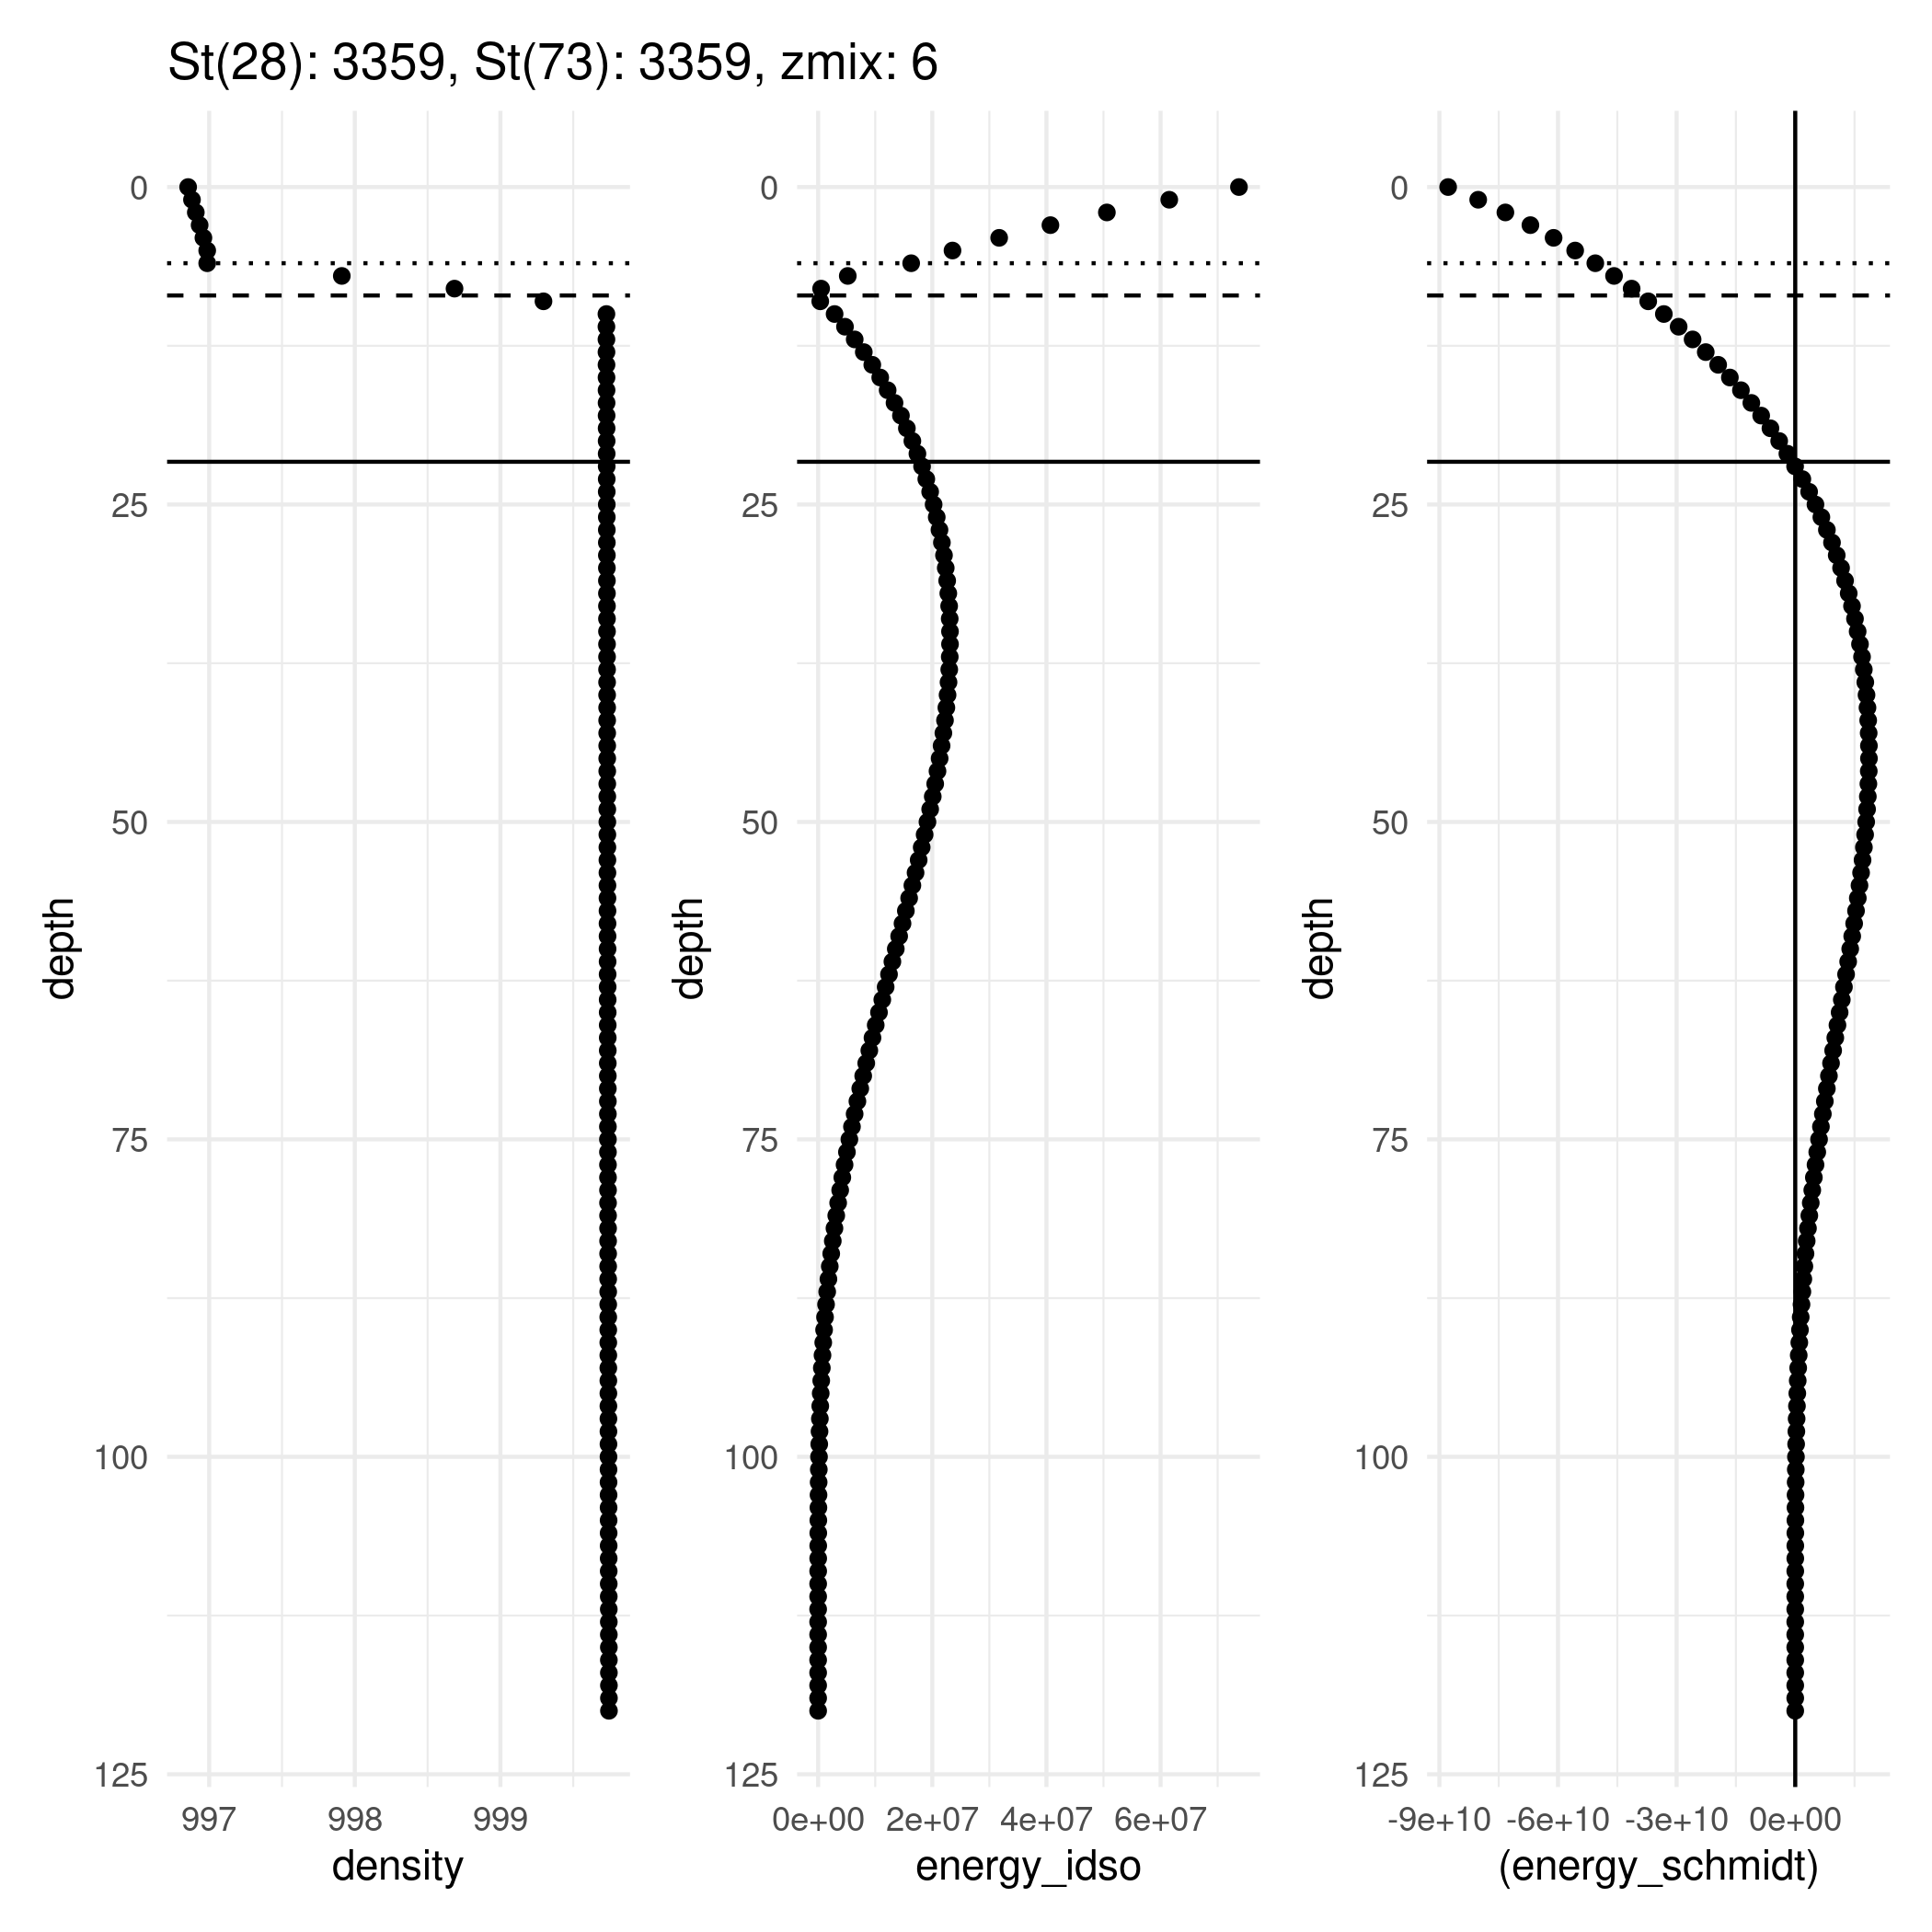 St(28): 3359, St(73): 3359, zmix: 6
0
25
50
75
100
125
depth
997
998
999
density
0
25
50
75
100
125
depth
0e+00
2e+07
4e+07
6e+07
energy_idso
0
25
50
75
100
125
depth
-9e+10
-6e+10
-3e+10
0e+00
(energy_schmidt)